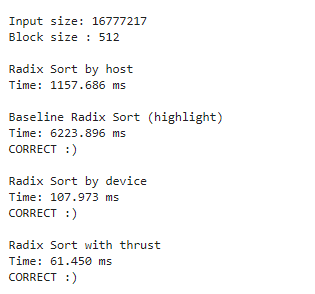 Input size: 16777217
Block size : 512
Radix Sort by host
Time: 1157.686 ms
Baseline Radix Sort (highlight)
Time: 6223.896 ms
CORRECT :)
Radix Sort by device
Time: 107.973 ms
CORRECT :)
Radix Sort with thrust
Time: 61.450 ms
CORRECT :)